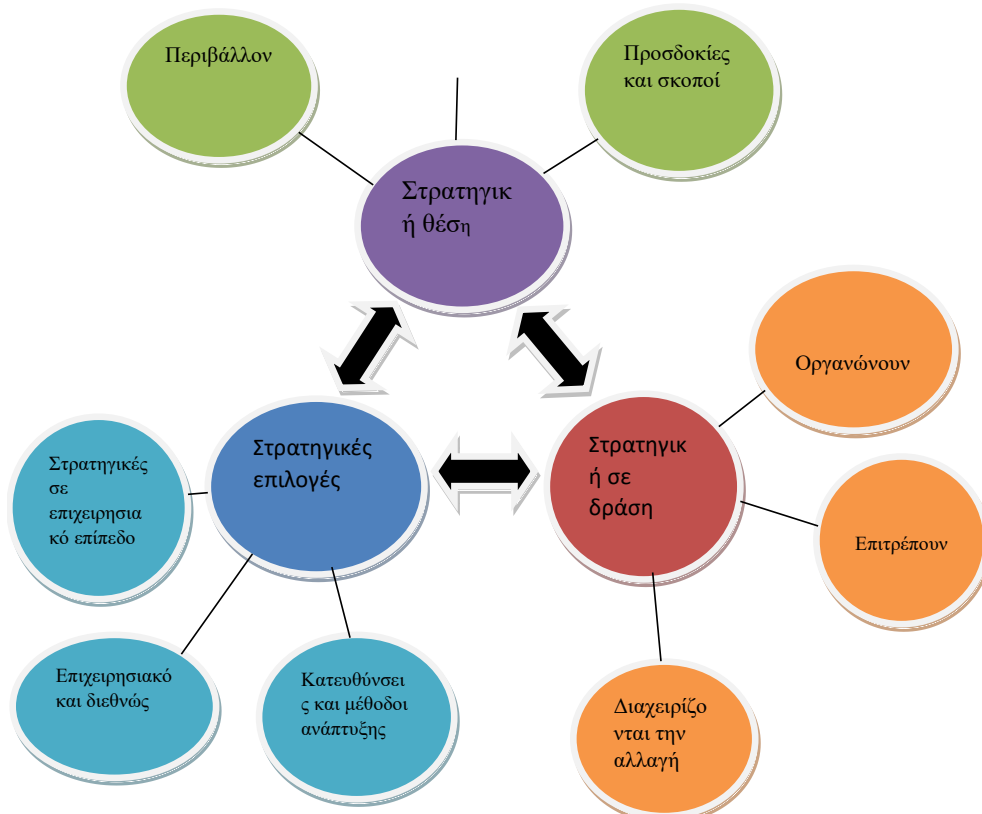 Περιβάλλον
Προσδοκίες
και σκοποί
Στρατηγικ
ή θέση
Οργανώνουν
Στρατηγικές
επιλογές
Στρατηγικ
ή σε
δράση
Στρατηγικές
σε
επιχειρησια
κό επίπεδο
Επιτρέπουν
Επιχειρησιακό
και διεθνώς
Κατευθύνσει
ς και μέθοδοι
ανάπτυξης
Διαχειρίζο
νται την
αλλαγή